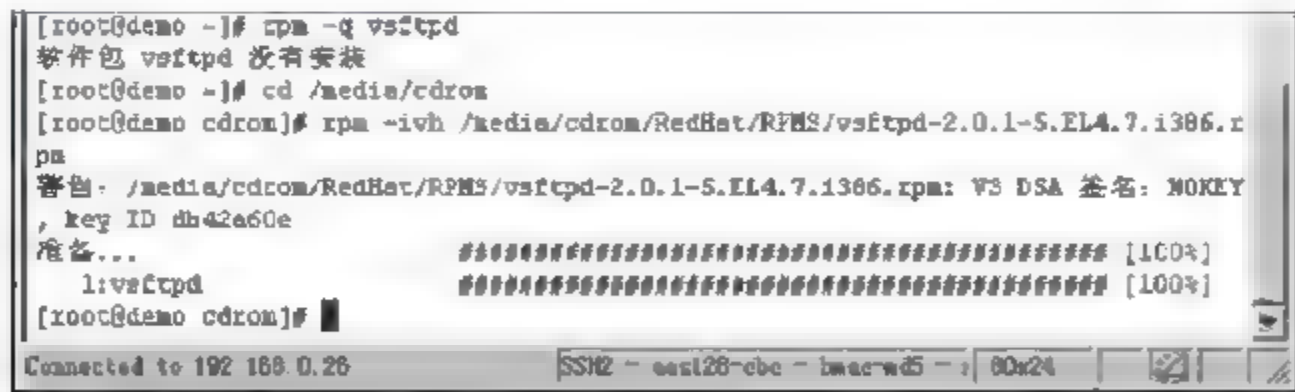 [root@demo ~]# rpm -q vsftpd
软件包 vsftpd 没有安装
[root@demo ~]# cd /media/cdrom
[root@demo cdrom]# rpm -ivh /media/cdrom/RedHat/RPMS/vsftpd-2.0.1-5.EL4.7.i386.r
pm
警告: /media/cdrom/RedHat/RPMS/vsftpd-2.0.1-5.EL4.7.i386.rpm: V3 DSA 签名: NOKEY
, key ID db42a60e
准备... ########################################### [100%]
1:vsftpd ########################################### [100%]
[root@demo cdrom]#
Connected to 192.168.0.26 SSH2 - aes128-cbc - hmac-md5 - 80x24